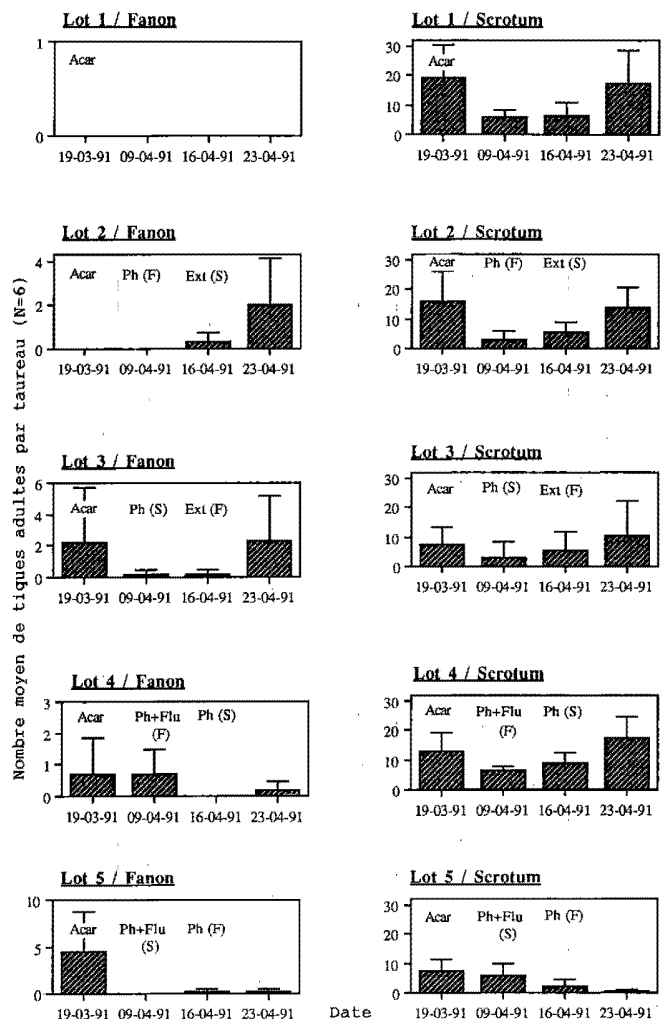 Lot 1 / Fanon
1
Acar
0
19-03-91 09-04-91 16-04-91 23-04-91
Lot 1 / Scrotum
30
20
10
0
Acar
19-03-91 09-04-91 16-04-91 23-04-91
Lot 2 / Fanon
4
2
0
Acar Ph (F) Ext (S)
19-03-91 09-04-91 16-04-91 23-04-91
Lot 2 / Scrotum
30
20
10
0
Acar Ph (F) Ext (S)
19-03-91 09-04-91 16-04-91 23-04-91
Lot 3 / Fanon
6
4
2
0
Acar Ph (S) Ext (F)
19-03-91 09-04-91 16-04-91 23-04-91
Lot 3 / Scrotum
30
20
10
0
Acar Ph (S) Ext (F)
19-03-91 09-04-91 16-04-91 23-04-91
Lot 4 / Fanon
3
2
1
0
Acar Ph+Flu Ph (S)
(F)
19-03-91 09-04-91 16-04-91 23-04-91
Lot 4 / Scrotum
30
20
10
0
Acar Ph+Flu Ph (S)
(F)
19-03-91 09-04-91 16-04-91 23-04-91
Lot 5 / Fanon
10
5
0
Acar Ph+Flu Ph (F)
(S)
19-03-91 09-04-91 16-04-91 23-04-91
Lot 5 / Scrotum
30
20
10
0
Acar Ph+Flu Ph (F)
(S)
19-03-91 09-04-91 16-04-91 23-04-91
Nombre moyen de tiques adultes par taureau (N=6)
Date